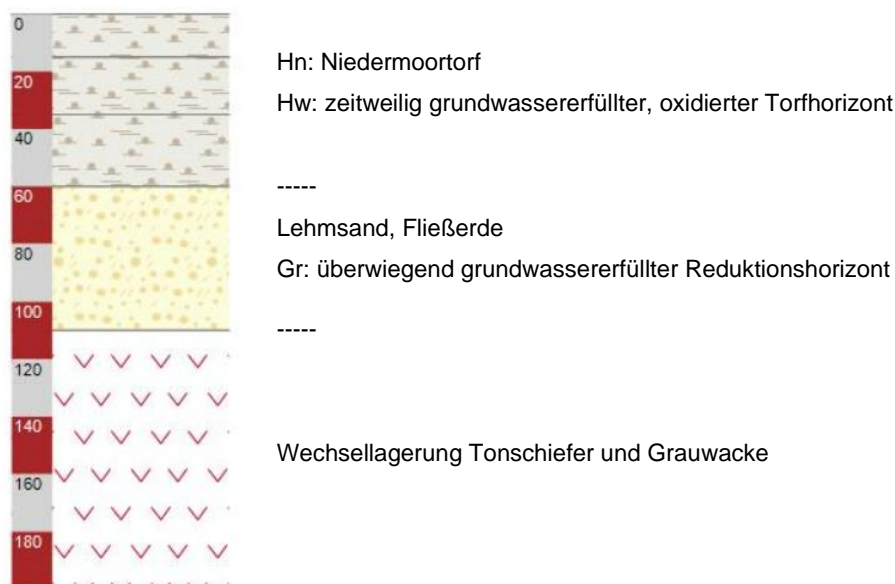 0
20
40
60
80
100
120
140
160
180
Hn: Niedermoortorf
Hw: zeitweilig grundwassererfüllter, oxidierter Torfhorizont
-----
Lehmsand, Fließerde
Gr: überwiegend grundwassererfüllter Reduktionshorizont
-----
Wechsellagerung Tonschiefer und Grauwacke